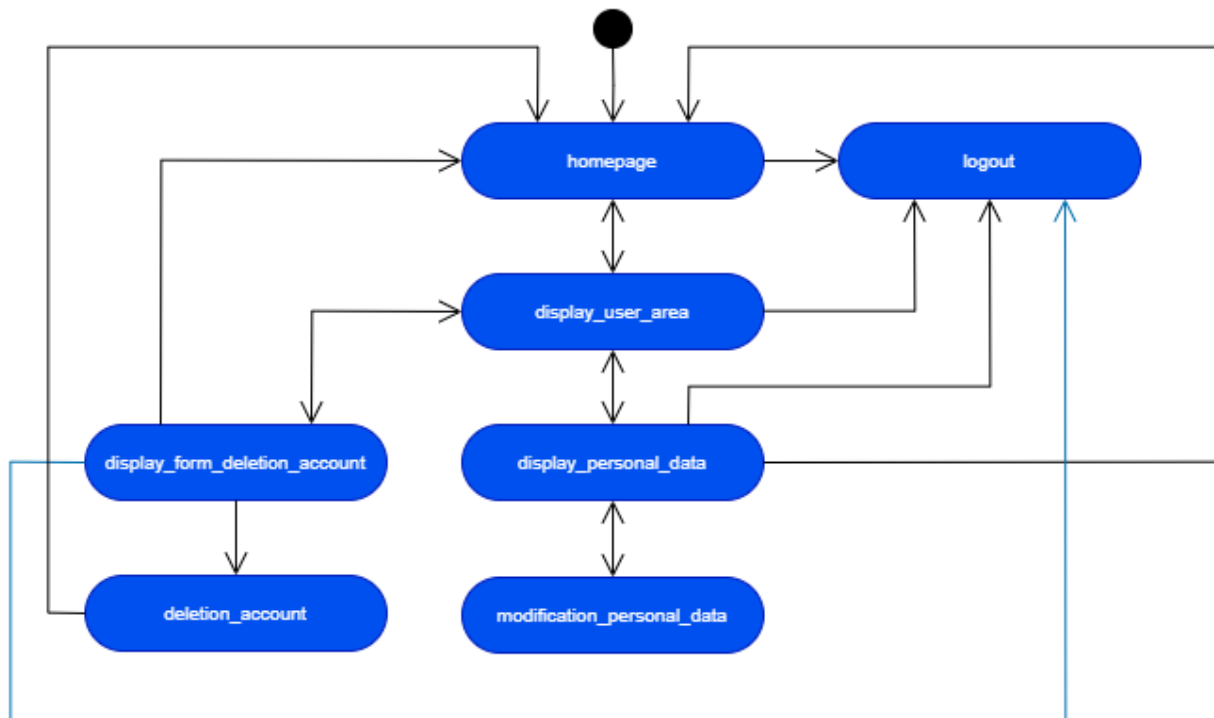 homepage
logout
display_user_area
display_form_deletion_account
display_personal_data
deletion_account
modification_personal_data